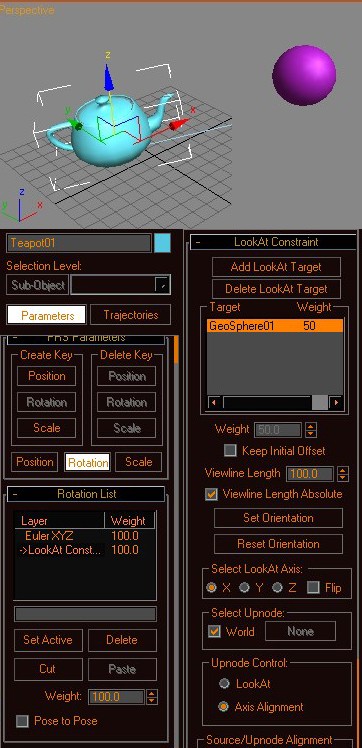 Perspective
z
y
x
z
y
x
Teapot01
Selection Level:
Sub-Object
Parameters
Trajectories
PRS Parameters
Create Key
Delete Key
Position
Position
Rotation
Rotation
Scale
Scale
Position
Rotation
Scale
- Rotation List
Layer Weight
Euler XYZ 100.0
->LookAt Const... 100.0
Set Active
Delete
Cut
Paste
Weight: 100.0
Pose to Pose
- LookAt Constraint
Add LookAt Target
Delete LookAt Target
Target Weight
GeoSphere01 50
Weight 50.0
Keep Initial Offset
Viewline Length 100.0
Viewline Length Absolute
Set Orientation
Reset Orientation
Select LookAt Axis:
X Y Z Flip
Select Upnode:
World None
Upnode Control:
LookAt
Axis Alignment
Source/Upnode Alignment